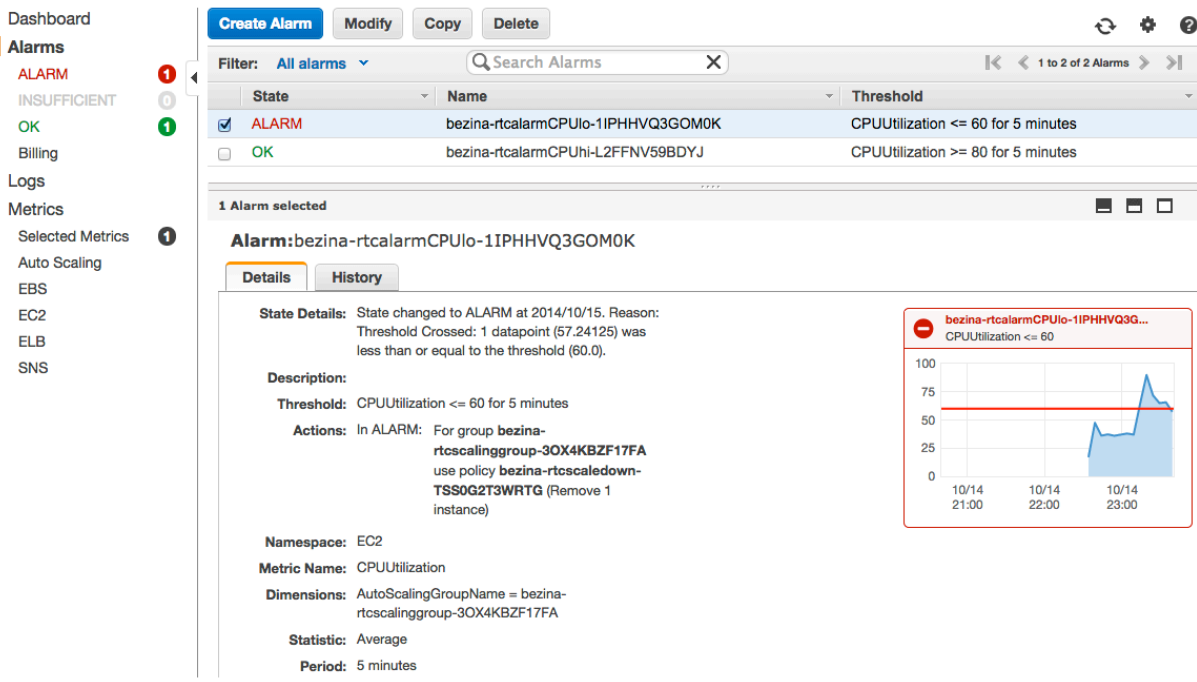 Dashboard
Alarms
ALARM 1
INSUFFICIENT 0
OK 1
Billing
Logs
Metrics
Selected Metrics 1
Auto Scaling
EBS
EC2
ELB
SNS
Create Alarm Modify Copy Delete ?
Filter: All alarms Search Alarms 1 to 2 of 2 Alarms
State Name Threshold
ALARM bezina-rtcalarmCPUlo-1IPHHVQ3GOM0K CPUUtilization <= 60 for 5 minutes
OK bezina-rtcalarmCPUhi-L2FFNV59BDYJ CPUUtilization >= 80 for 5 minutes
1 Alarm selected
Alarm:bezina-rtcalarmCPUlo-1IPHHVQ3GOM0K
Details History
State Details: State changed to ALARM at 2014/10/15. Reason:
Threshold Crossed: 1 datapoint (57.24125) was
less than or equal to the threshold (60.0).
Description:
Threshold: CPUUtilization <= 60 for 5 minutes
Actions: In ALARM: For group bezina-
rtcscalinggroup-3OX4KBZF17FA
use policy bezina-rtcscaledown-
TSS0G2T3WRTG (Remove 1
instance)
Namespace: EC2
Metric Name: CPUUtilization
Dimensions: AutoScalingGroupName = bezina-
rtcscalinggroup-3OX4KBZF17FA
Statistic: Average
Period: 5 minutes
bezina-rtcalarmCPUlo-1IPHHVQ3G...
CPUUtilization <= 60
100
75
50
25
0
10/14 10/14 10/14
21:00 22:00 23:00